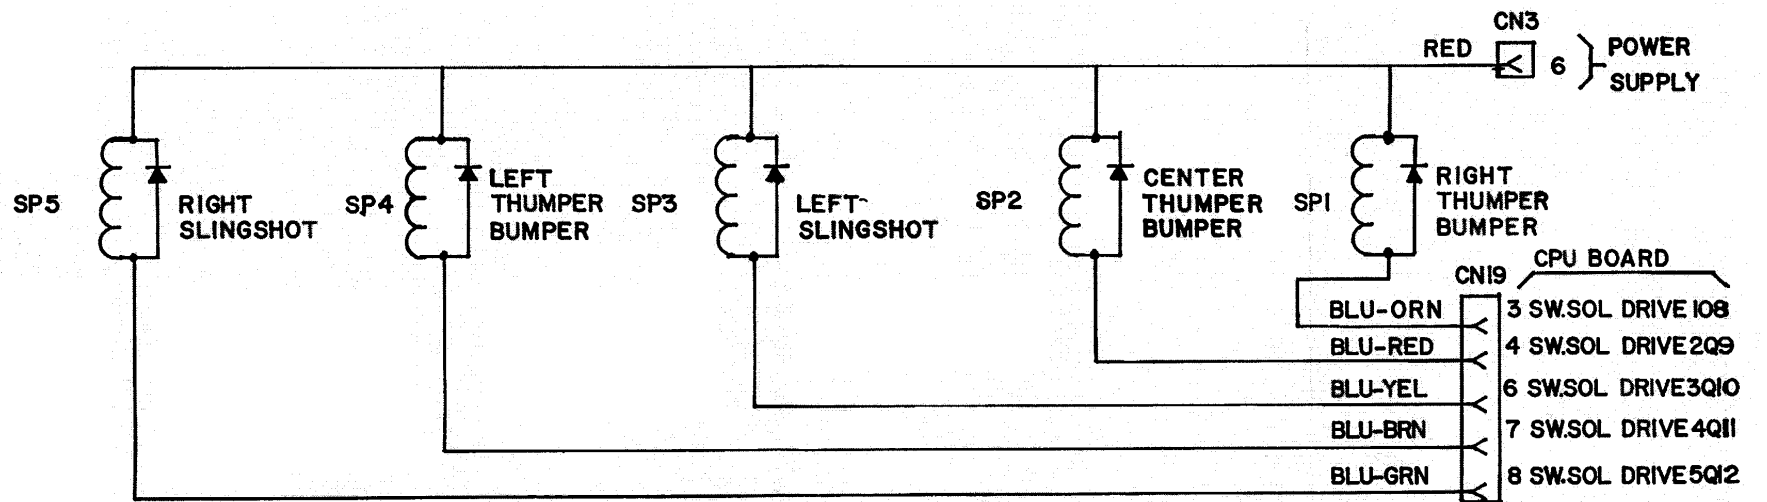 CN3
RED
6
POWER
SUPPLY
SP5
RIGHT
SLINGSHOT
SP4
LEFT
THUMPER
BUMPER
SP3
LEFT
SLINGSHOT
SP2
CENTER
THUMPER
BUMPER
SP1
RIGHT
THUMPER
BUMPER
CPU BOARD
CN19
BLU-ORN
3 SW.SOL DRIVE 1O8
BLU-RED
4 SW.SOL DRIVE 2Q9
BLU-YEL
6 SW.SOL DRIVE 3Q10
BLU-BRN
7 SW.SOL DRIVE 4Q11
BLU-GRN
8 SW.SOL DRIVE 5Q12